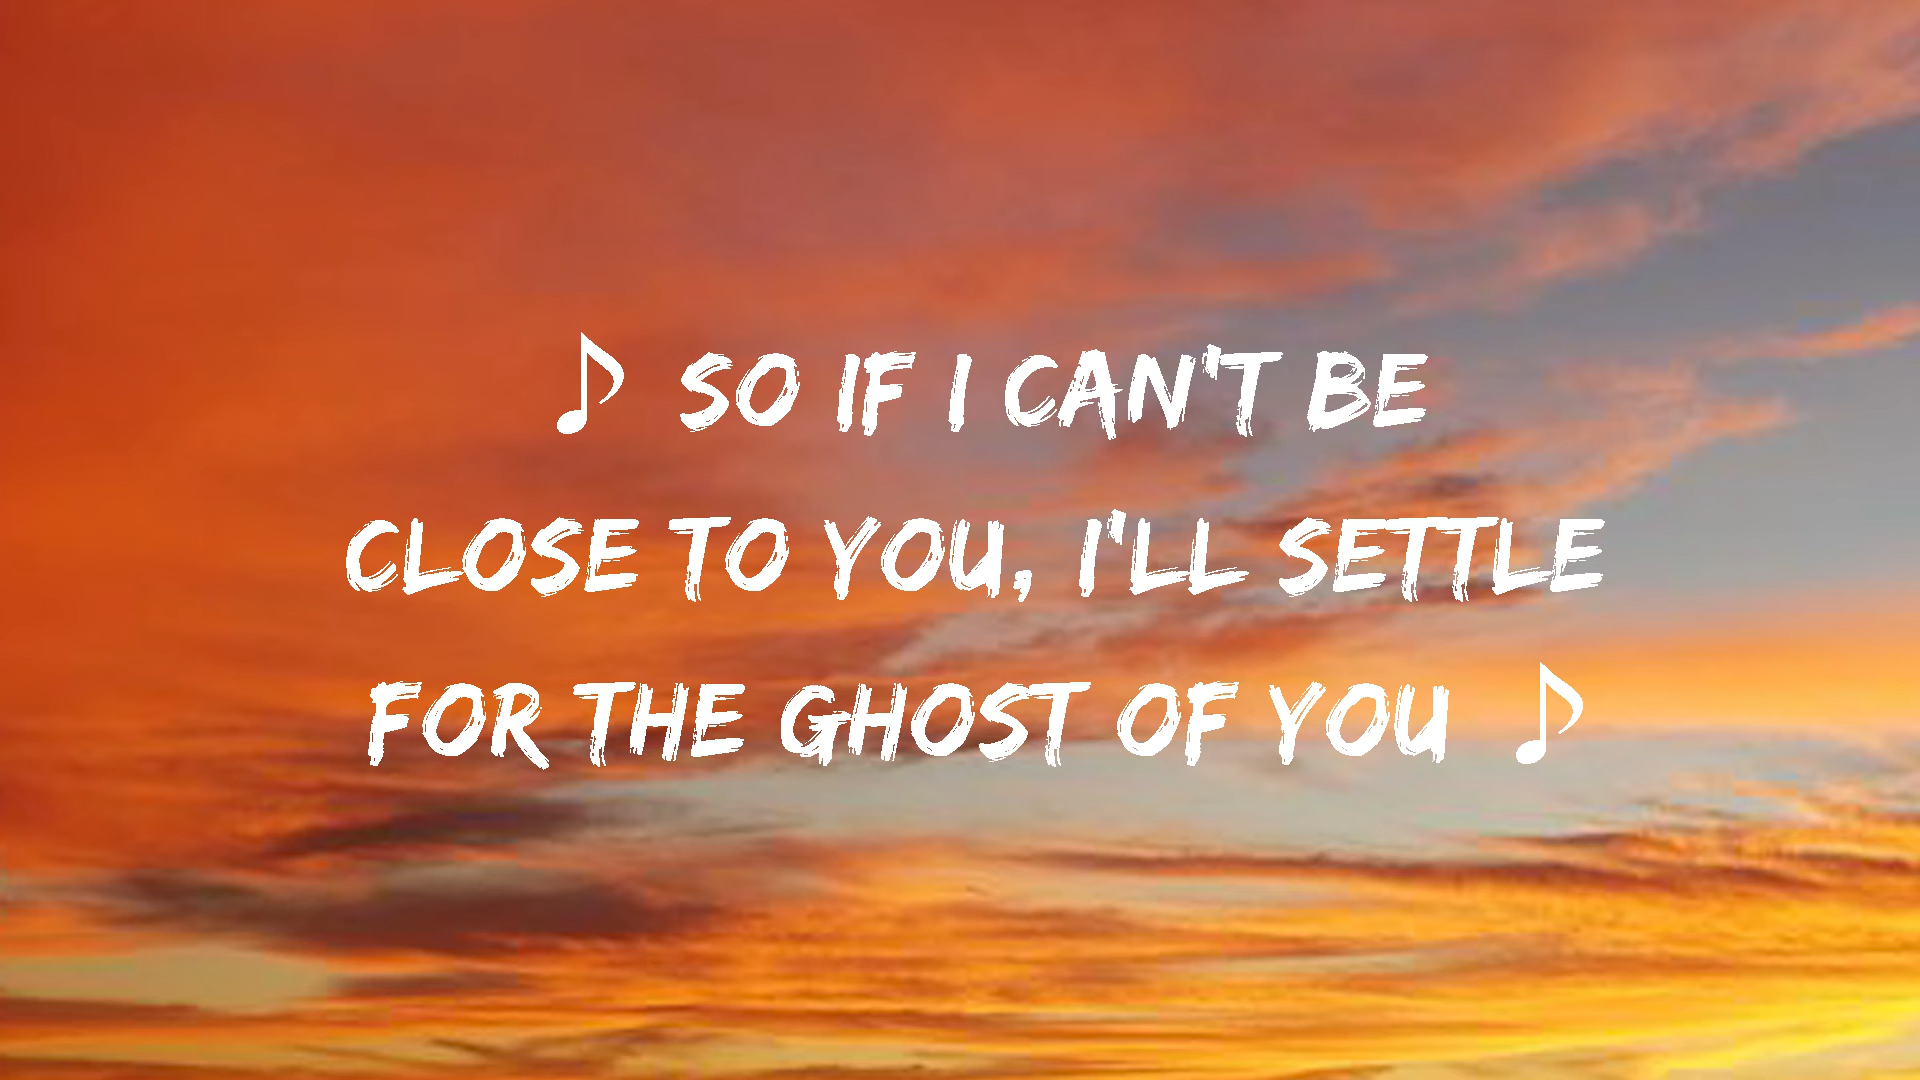 ♪ SO IF I CAN'T BE
CLOSE TO YOU, I'LL SETTLE
FOR THE GHOST OF YOU ♪